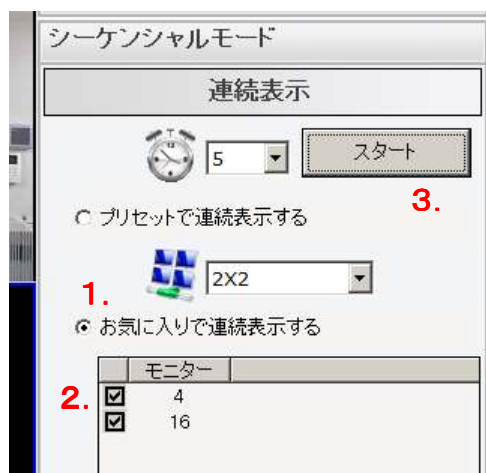 シーケンシャルモード
連続表示
5 スタート
3.
プリセットで連続表示する
2X2
1.
お気に入りで連続表示する
モニター
2. 4
16